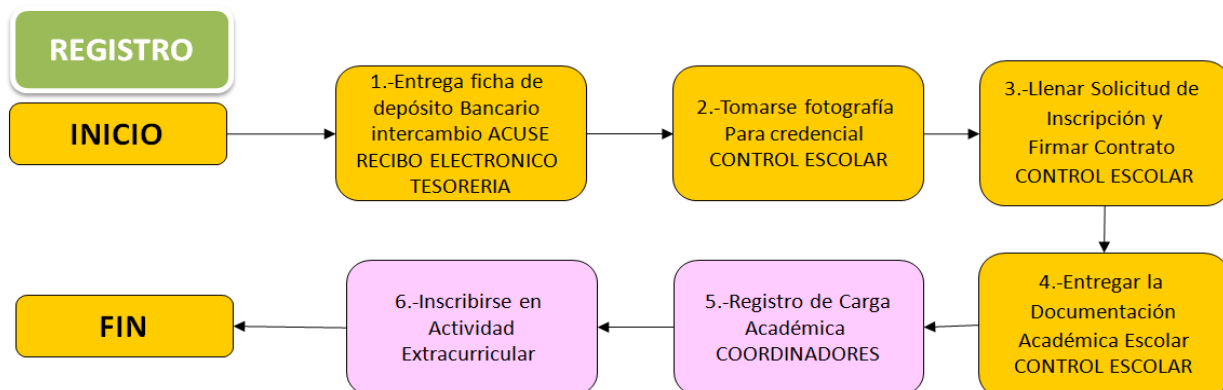 REGISTRO
INICIO
1.-Entrega ficha de
depósito Bancario
intercambio ACUSE
RECIBO ELECTRONICO
TESORERIA
2.-Tomarse fotografía
Para credencial
CONTROL ESCOLAR
3.-Llenar Solicitud de
Inscripción y
Firmar Contrato
CONTROL ESCOLAR
4.-Entregar la
Documentación
Académica Escolar
CONTROL ESCOLAR
5.-Registro de Carga
Académica
COORDINADORES
6.-Inscribirse en
Actividad
Extracurricular
FIN